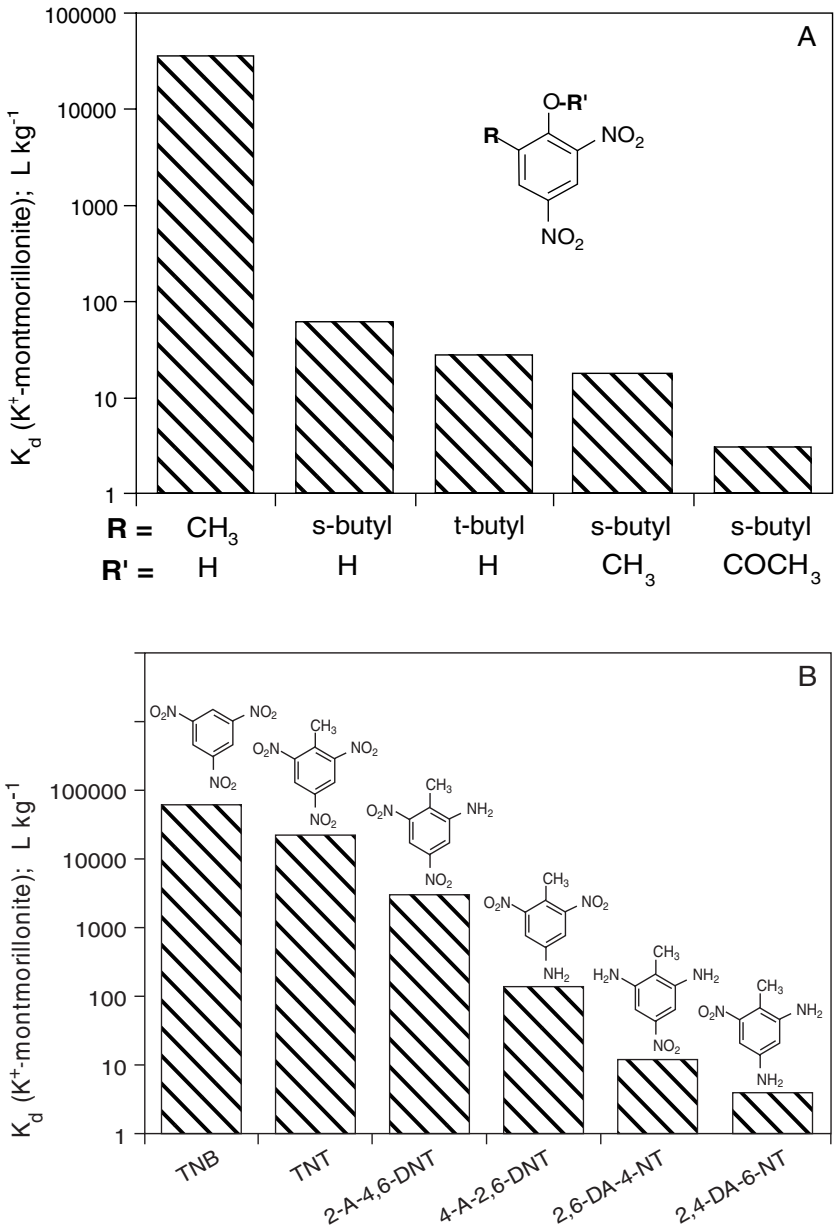 A
K_d (K⁺-montmorillonite); L kg⁻¹
100000
10000
1000
100
10
1
O-R'
R
NO₂
NO₂
R = CH₃ s-butyl t-butyl s-butyl s-butyl
R' = H H H CH₃ COCH₃
B
K_d (K⁺-montmorillonite); L kg⁻¹
100000
10000
1000
100
10
1
O₂N NO₂
NO₂
CH₃
O₂N NO₂
NO₂
CH₃
O₂N NH₂
NO₂
CH₃
O₂N NO₂
NH₂
CH₃
H₂N NH₂
NO₂
CH₃
O₂N NH₂
NH₂
TNB
TNT
2-A-4,6-DNT
4-A-2,6-DNT
2,6-DA-4-NT
2,4-DA-6-NT